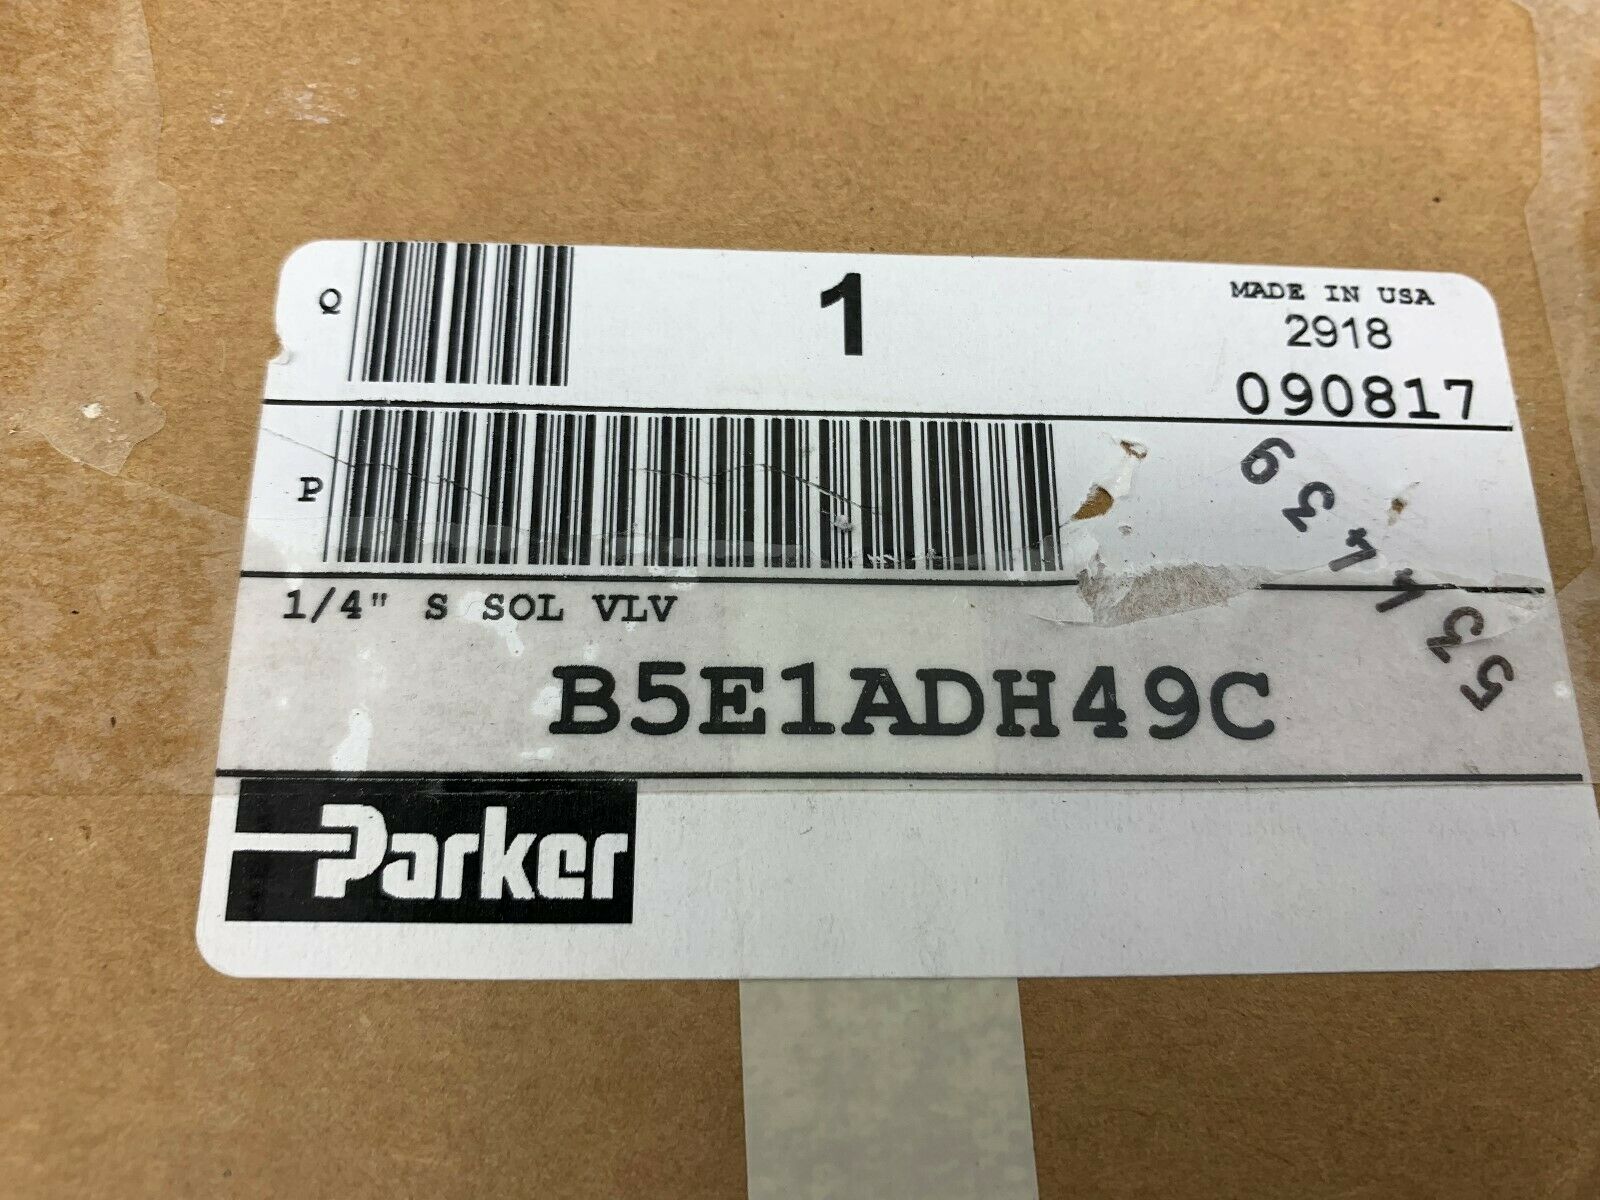 Q
1
MADE IN USA
2918
090817
P
1/4" S SOL VLV
B5E1ADH49C
Parker